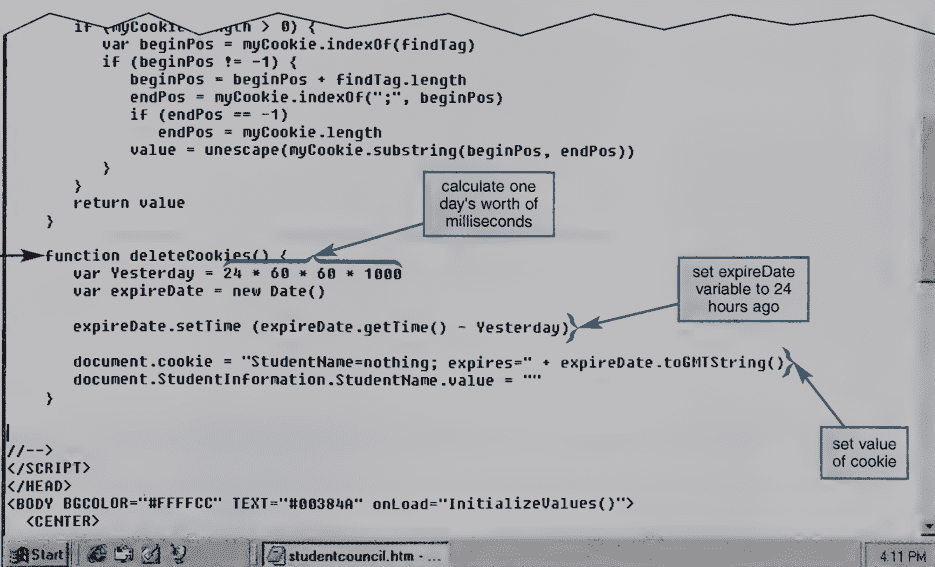 if (myCookie.length > 0) {
var beginPos = myCookie.indexOf(findTag)
if (beginPos != -1) {
beginPos = beginPos + findTag.length
endPos = myCookie.indexOf(";", beginPos)
if (endPos == -1)
endPos = myCookie.length
value = unescape(myCookie.substring(beginPos, endPos))
}
}
return value
}
calculate one
day's worth of
milliseconds
function deleteCookies() {
var Yesterday = 24 * 60 * 60 * 1000
var expireDate = new Date()
set expireDate
variable to 24
hours ago
expireDate.setTime (expireDate.getTime() - Yesterday)
document.cookie = "StudentName=nothing; expires=" + expireDate.toGMTString()
document.StudentInformation.StudentName.value = ""
}
set value
of cookie
//-->
</SCRIPT>
</HEAD>
<BODY BGCOLOR="#FFFFCC" TEXT="#00384A" onLoad="InitializeValues()">
<CENTER>
Start
studentcouncil.htm - ...
4:11 PM